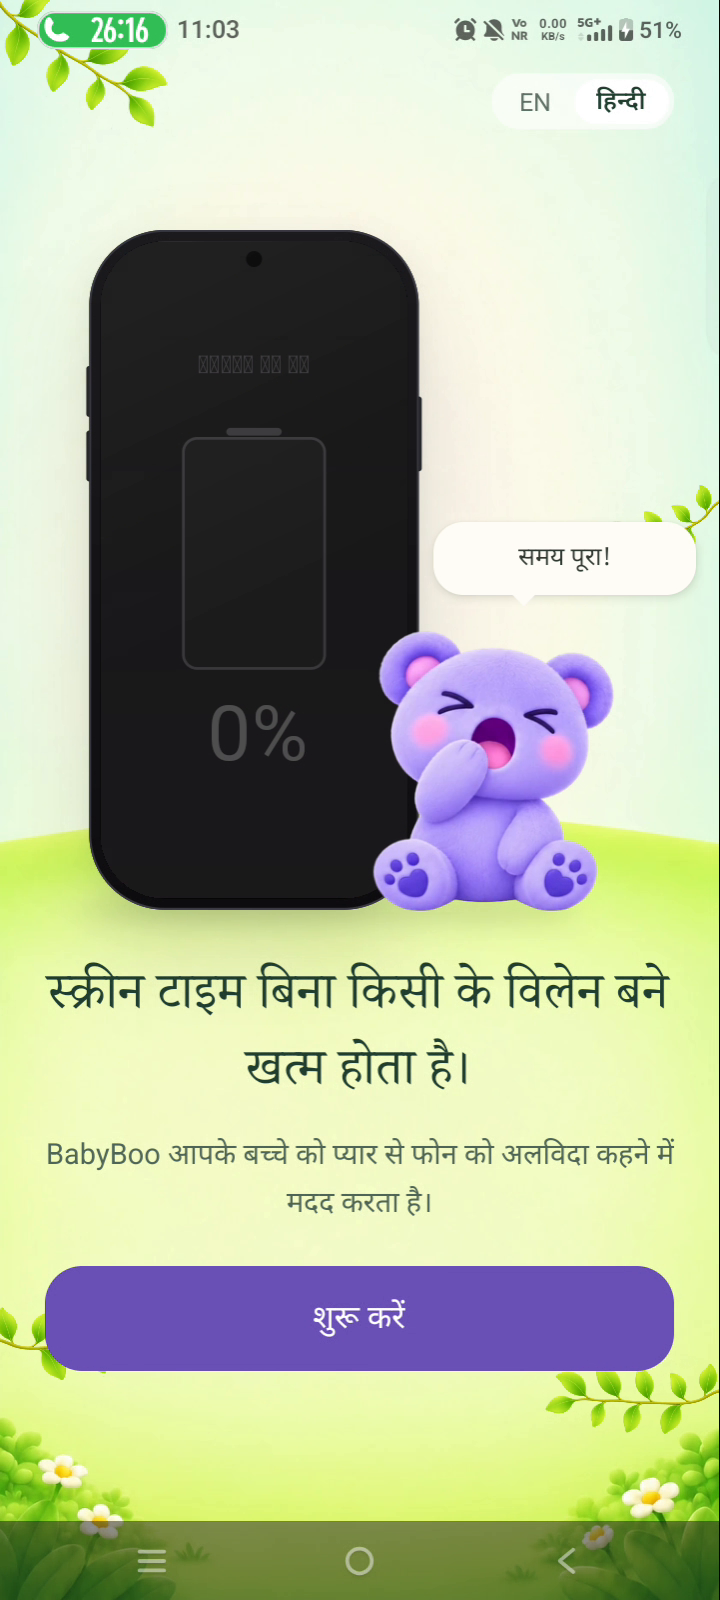 26:16 11:03 Vo NR 0.00 KB/s 5G+ 51%
EN हिन्दी
समय पूरा!
0%
स्क्रीन टाइम बिना किसी के विलेन बने
खत्म होता है।
BabyBoo आपके बच्चे को प्यार से फोन को अलविदा कहने में
मदद करता है।
शुरू करें